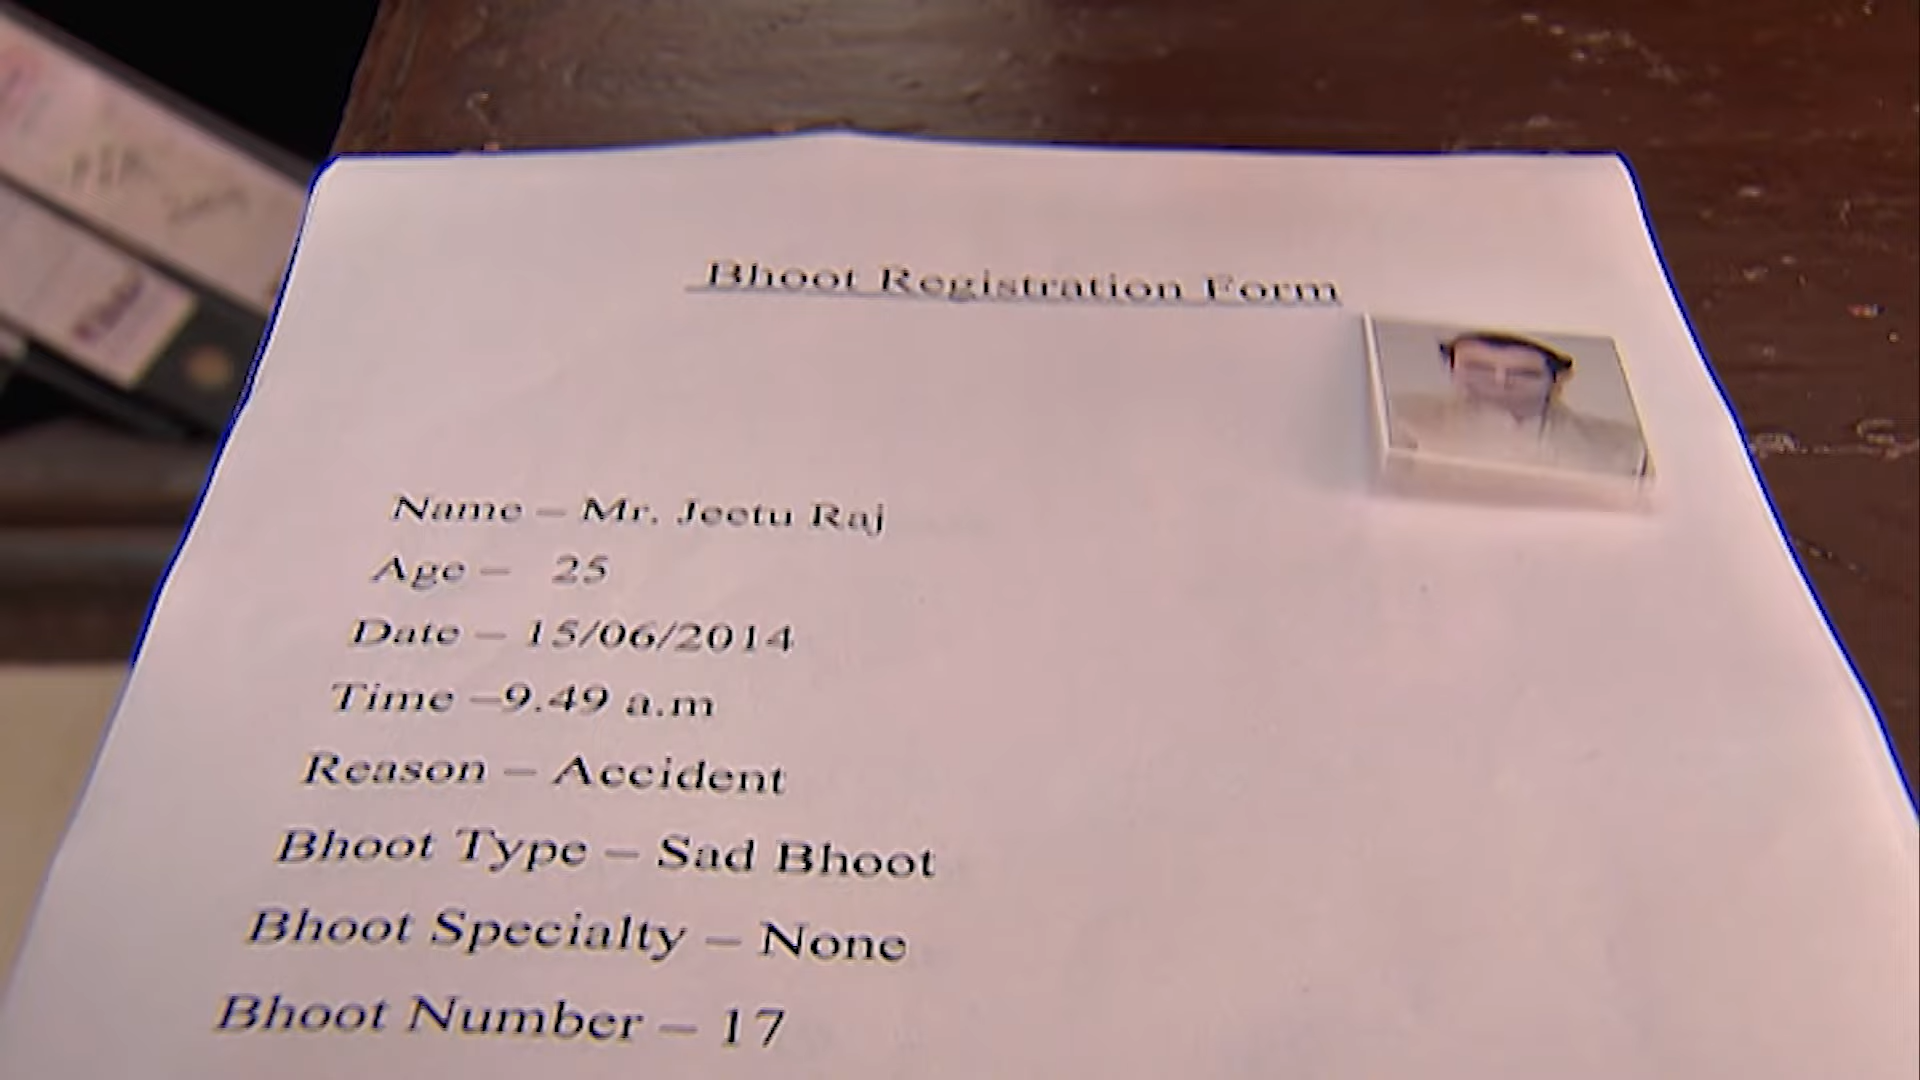 Bhoot Registration Form
Name – Mr. Jeetu Raj
Age – 25
Date – 15/06/2014
Time –9.49 a.m
Reason – Accident
Bhoot Type – Sad Bhoot
Bhoot Specialty – None
Bhoot Number – 17